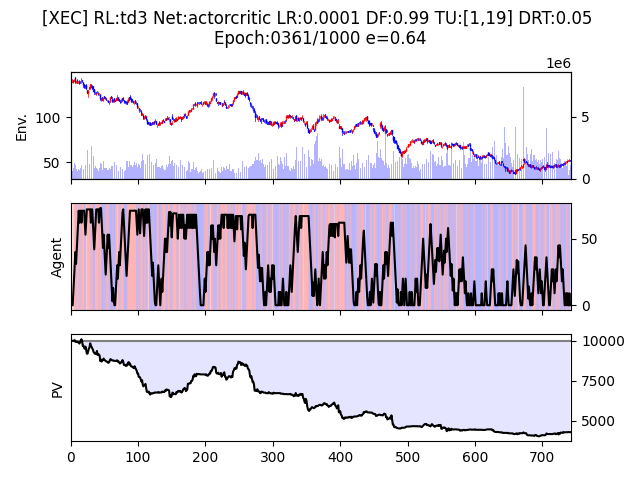 [XEC] RL:td3 Net:actorcritic LR:0.0001 DF:0.99 TU:[1,19] DRT:0.05
Epoch:0361/1000 e=0.64
1e6
Env.
100
50
5
0
Agent
50
0
PV
10000
7500
5000
0 100 200 300 400 500 600 700